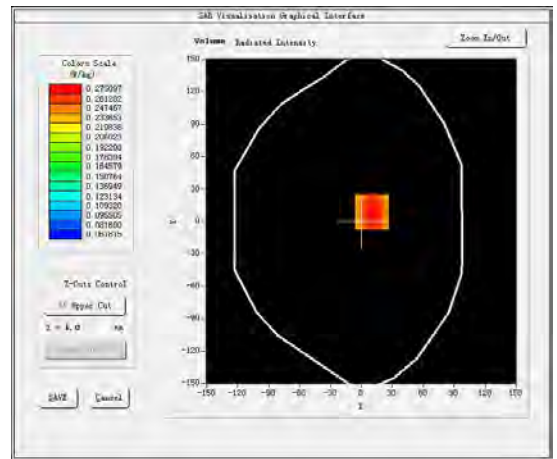 SAR Visualisation Graphical Interface
Volume Radiated Intensity
Zoom In/Out
Colors Scale
(W/kg)
0.275097
0.261282
0.247467
0.233653
0.219838
0.206023
0.192209
0.178394
0.164579
0.150764
0.136949
0.123134
0.109320
0.095505
0.081690
150
120
90
60
30
0
-30
-60
-90
-120
-150
Y
-150 -120 -90 -60 -30 0 30 60 90 120 150
X
Z-Cuts Control
Upper Cut
mm
SAVE
Cancel